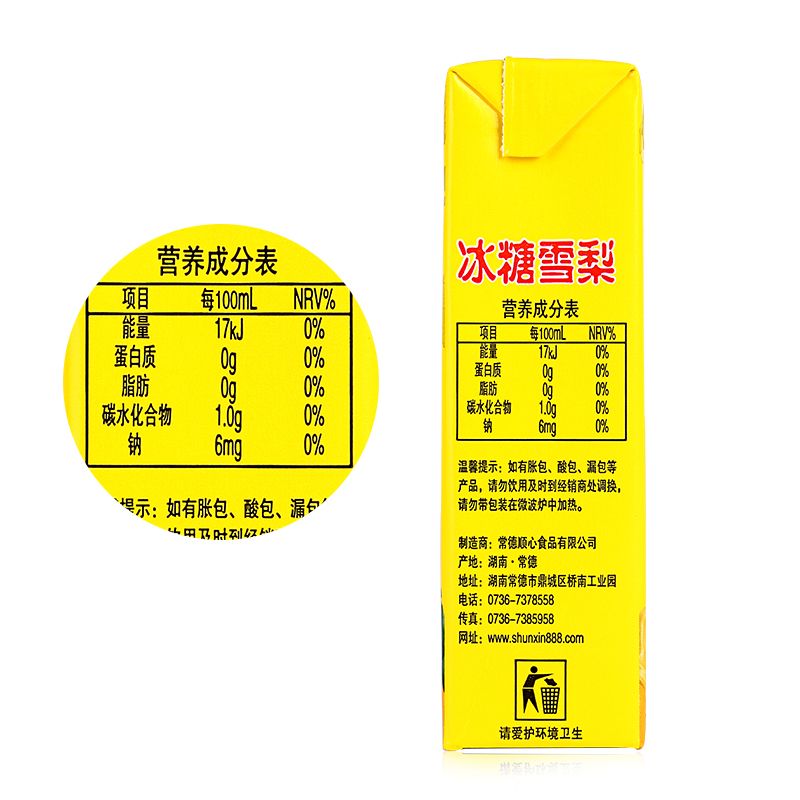 营养成分表
项目 每100mL NRV%
能量 17kJ 0%
蛋白质 0g 0%
脂肪 0g 0%
碳水化合物 1.0g 0%
钠 6mg 0%
提示：如有胀包、酸包、漏包
饮用及时到经销
冰糖雪梨
营养成分表
项目 每100mL NRV%
能量 17kJ 0%
蛋白质 0g 0%
脂肪 0g 0%
碳水化合物 1.0g 0%
钠 6mg 0%
温馨提示：如有胀包、酸包、漏包等
产品，请勿饮用及时到经销商处调换，
请勿带包装在微波炉中加热。
制造商：常德顺心食品有限公司
产地：湖南·常德
地址：湖南常德市鼎城区桥南工业园
电话：0736-7378558
传真：0736-7385958
网址：www.shunxin888.com
请爱护环境卫生